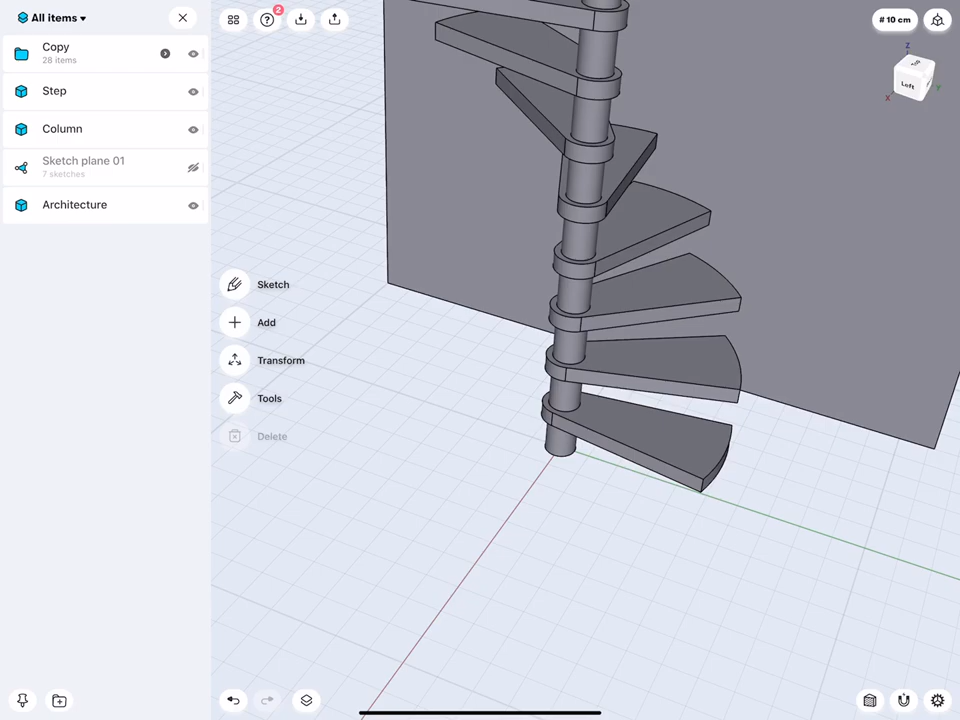 All items
Copy
28 items
Step
Column
Sketch plane 01
7 sketches
Architecture
2
# 10 cm
Z
Top
Left
X
Y
Sketch
Add
Transform
Tools
Delete